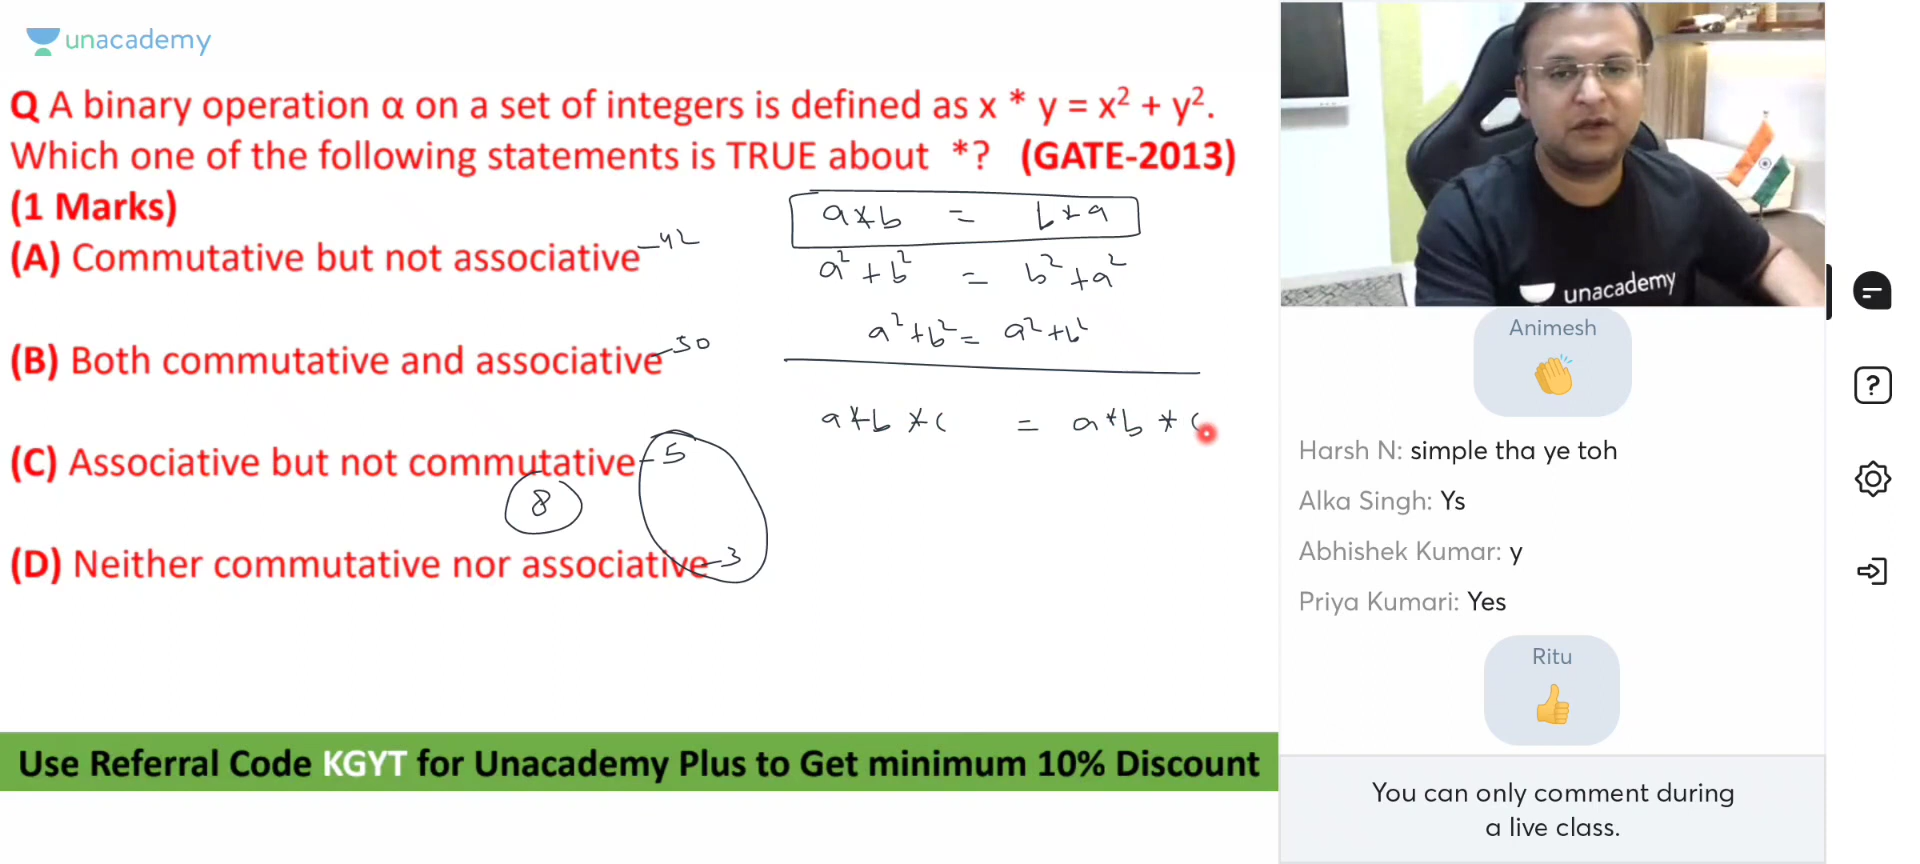 unacademy
Q A binary operation α on a set of integers is defined as x * y = x² + y².
Which one of the following statements is TRUE about *? (GATE-2013)
(1 Marks)
(A) Commutative but not associative -42
(B) Both commutative and associative -50
(C) Associative but not commutative -5
8
(D) Neither commutative nor associative -3
a*b = b*a
a² + b² = b² + a²
a² + b² = a² + b²
a*b *c = a*b *c
Use Referral Code KGYT for Unacademy Plus to Get minimum 10% Discount
unacademy
Animesh
Harsh N: simple tha ye toh
Alka Singh: Ys
Abhishek Kumar: y
Priya Kumari: Yes
Ritu
You can only comment during
a live class.
?